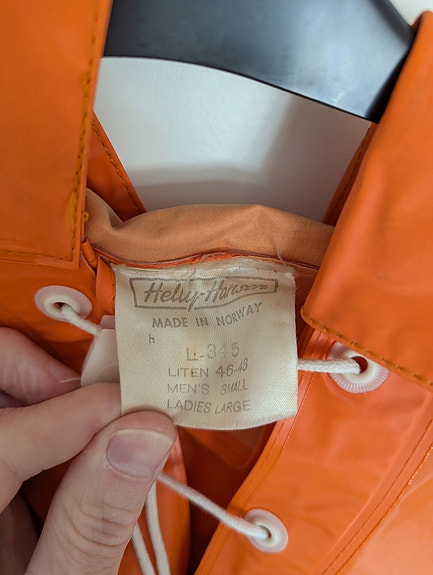 Helly-Hansen
MADE IN NORWAY
h
L-345
LITEN 46-48
MEN'S SMALL
LADIES LARGE